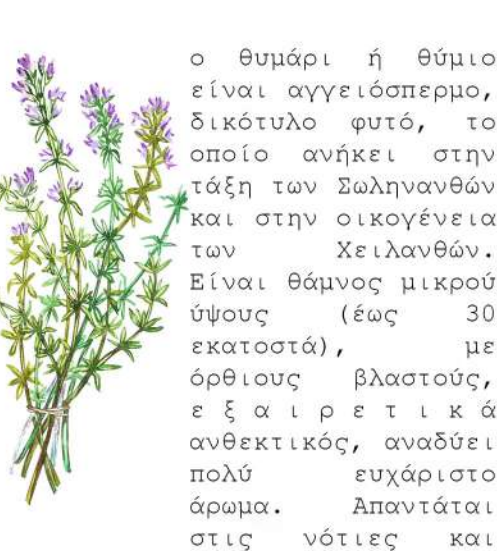 ο θυμάρι ή θύμιο
είναι αγγειόσπερμο,
δικότυλο φυτό, το
οποίο ανήκει στην
τάξη των Σωληνανθών
και στην οικογένεια
των Χειλανθών.
Είναι θάμνος μικρού
ύψους (έως 30
εκατοστά), με
όρθιους βλαστούς,
εξαιρετικά
ανθεκτικός, αναδύει
πολύ ευχάριστο
άρωμα. Απαντάται
στις νότιες και